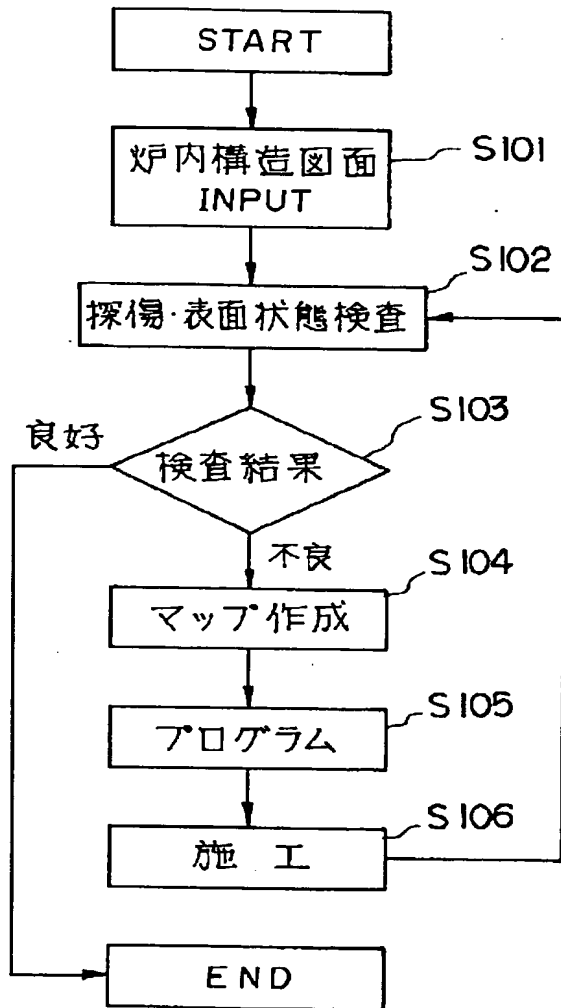 START
炉内構造図面
INPUT
S101
探傷·表面状態検査
S102
検査結果
S103
良好
不良
マップ作成
S104
プログラム
S105
施工
S106
END